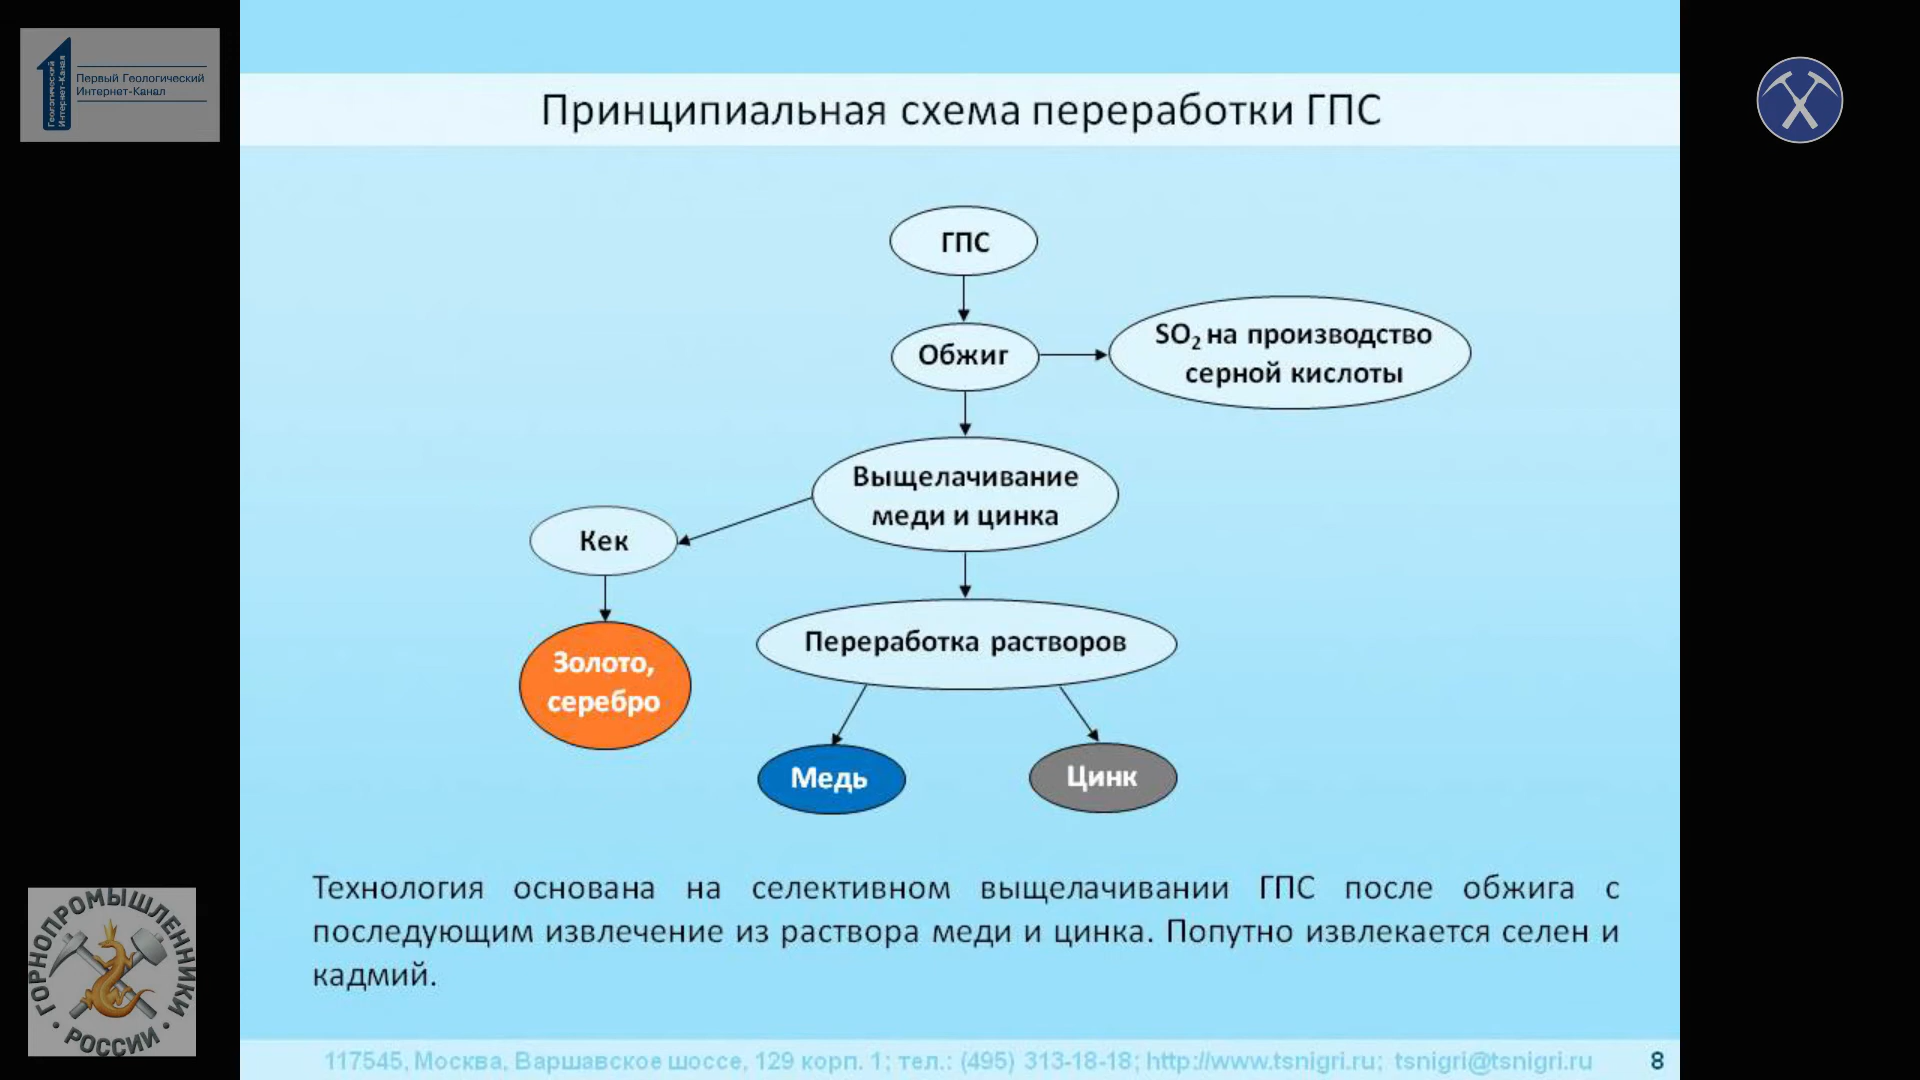 Геологический
Интернет-Канал
Первый Геологический
Интернет-Канал
Принципиальная схема переработки ГПС
ГПС
Обжиг
SO₂ на производство
серной кислоты
Выщелачивание
меди и цинка
Кек
Золото,
серебро
Переработка растворов
Медь
Цинк
Технология основана на селективном выщелачивании ГПС после обжига с
последующим извлечение из раствора меди и цинка. Попутно извлекается селен и
кадмий.
ГОРНОПРОМЫШЛЕННИКИ
• РОССИИ •
117545, Москва, Варшавское шоссе, 129 корп. 1; тел.: (495) 313-18-18; http://www.tsnigri.ru; tsnigri@tsnigri.ru
8